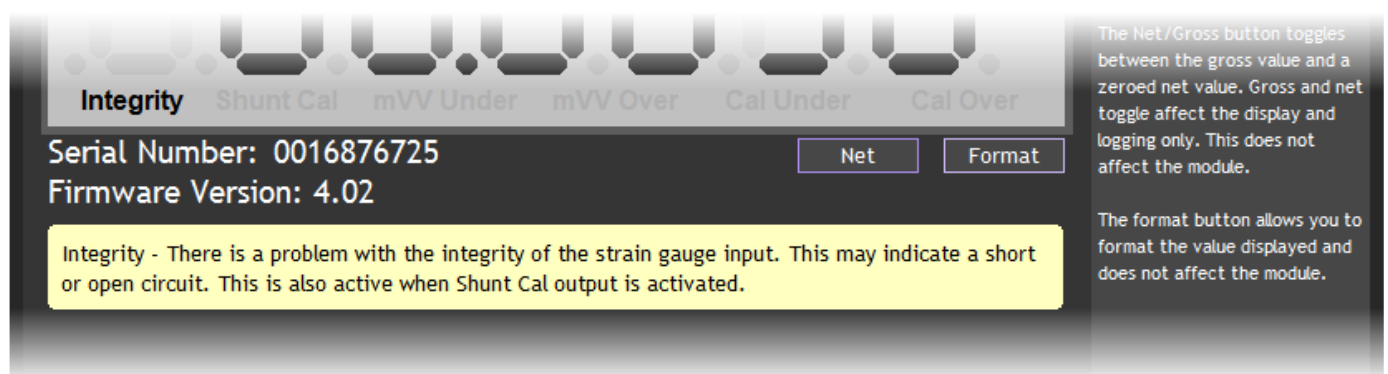 Integrity Shunt Cal mVV Under mVV Over Cal Under Cal Over
Serial Number: 0016876725
Firmware Version: 4.02
Net Format
Integrity - There is a problem with the integrity of the strain gauge input. This may indicate a short
or open circuit. This is also active when Shunt Cal output is activated.
The Net/Gross button toggles
between the gross value and a
zeroed net value. Gross and net
toggle affect the display and
logging only. This does not
affect the module.
The format button allows you to
format the value displayed and
does not affect the module.